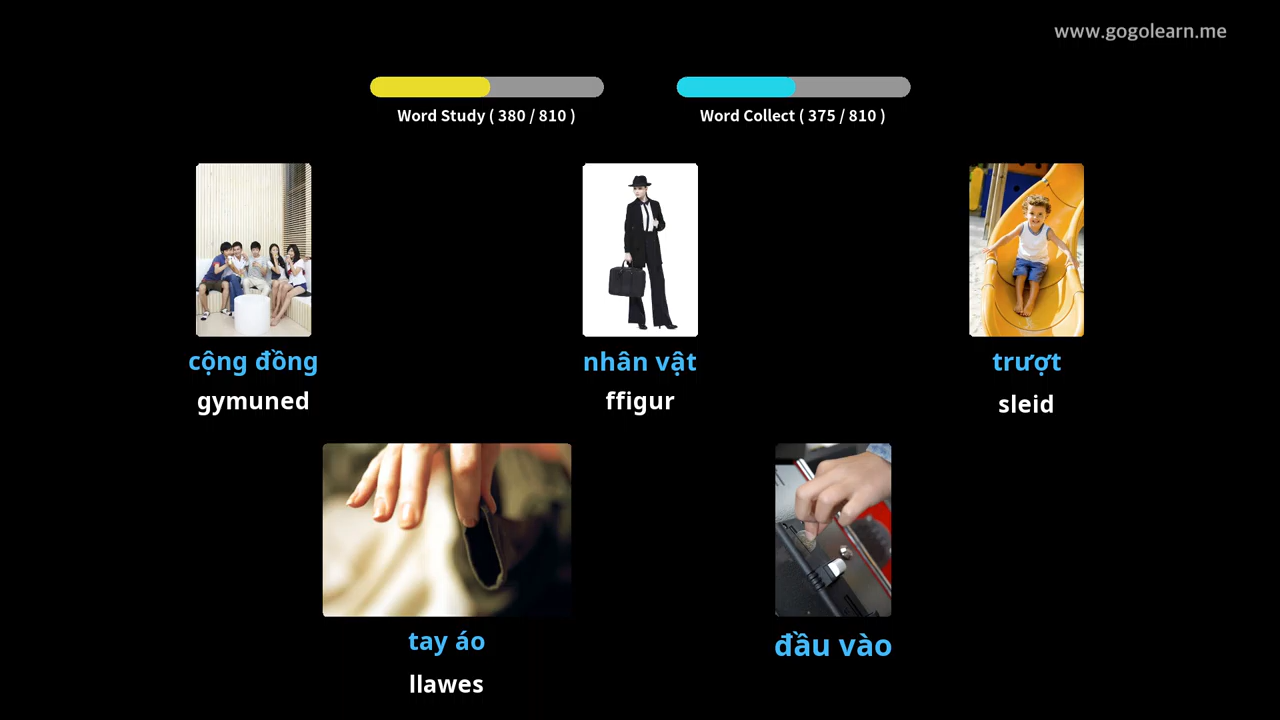 www.gogolearn.me
Word Study ( 380 / 810 )
Word Collect ( 375 / 810 )
cộng đồng
gymuned
nhân vật
ffigur
trượt
sleid
tay áo
llawes
đầu vào